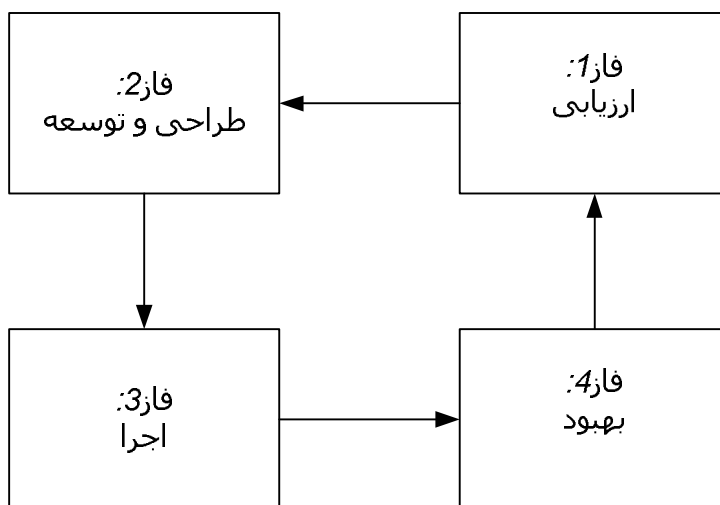 فاز1:
ارزیابی
فاز2:
طراحی و توسعه
فاز3:
اجرا
فاز4:
بهبود